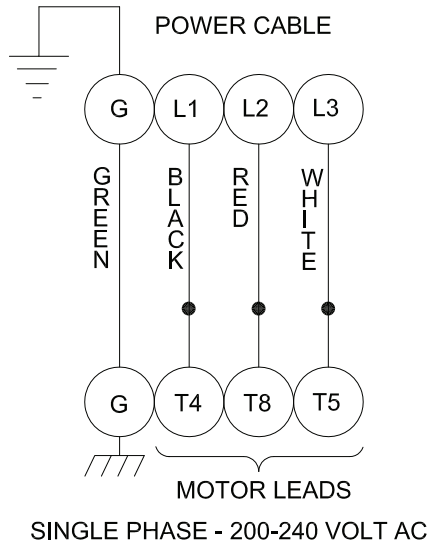 POWER CABLE
G L1 L2 L3
GREEN BLACK RED WHITE
G T4 T8 T5
MOTOR LEADS
SINGLE PHASE - 200-240 VOLT AC